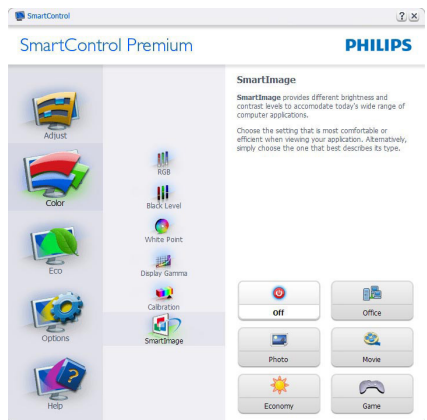 SmartControl
SmartControl Premium
PHILIPS
Adjust
Color
Eco
Options
Help
RGB
Black Level
White Point
Display Gamma
Calibration
SmartImage
SmartImage
SmartImage provides different brightness and
contrast levels to accomodate today's wide range of
computer applications.
Choose the setting that is most comfortable or
efficient when viewing your application. Alternatively,
simply choose the one that best describes its type.
Off
Office
Photo
Movie
Economy
Game